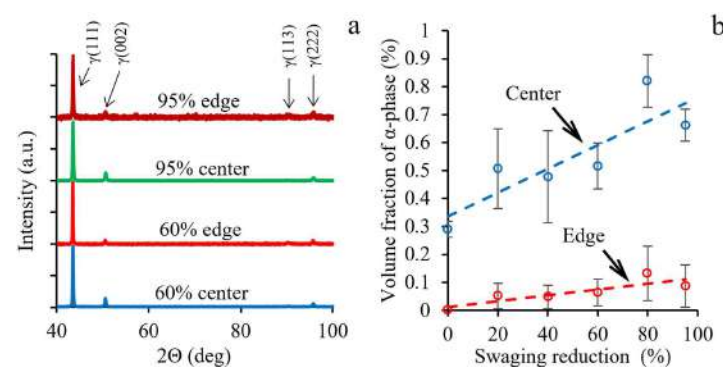 a
γ(111)
γ(002)
γ(113)
γ(222)
95% edge
95% center
60% edge
60% center
Intensity (a.u.)
40
60
80
100
2Θ (deg)
b
1
0.9
0.8
0.7
0.6
0.5
0.4
0.3
0.2
0.1
0
Volume fraction of α-phase (%)
Center
Edge
0
20
40
60
80
100
Swaging reduction (%)